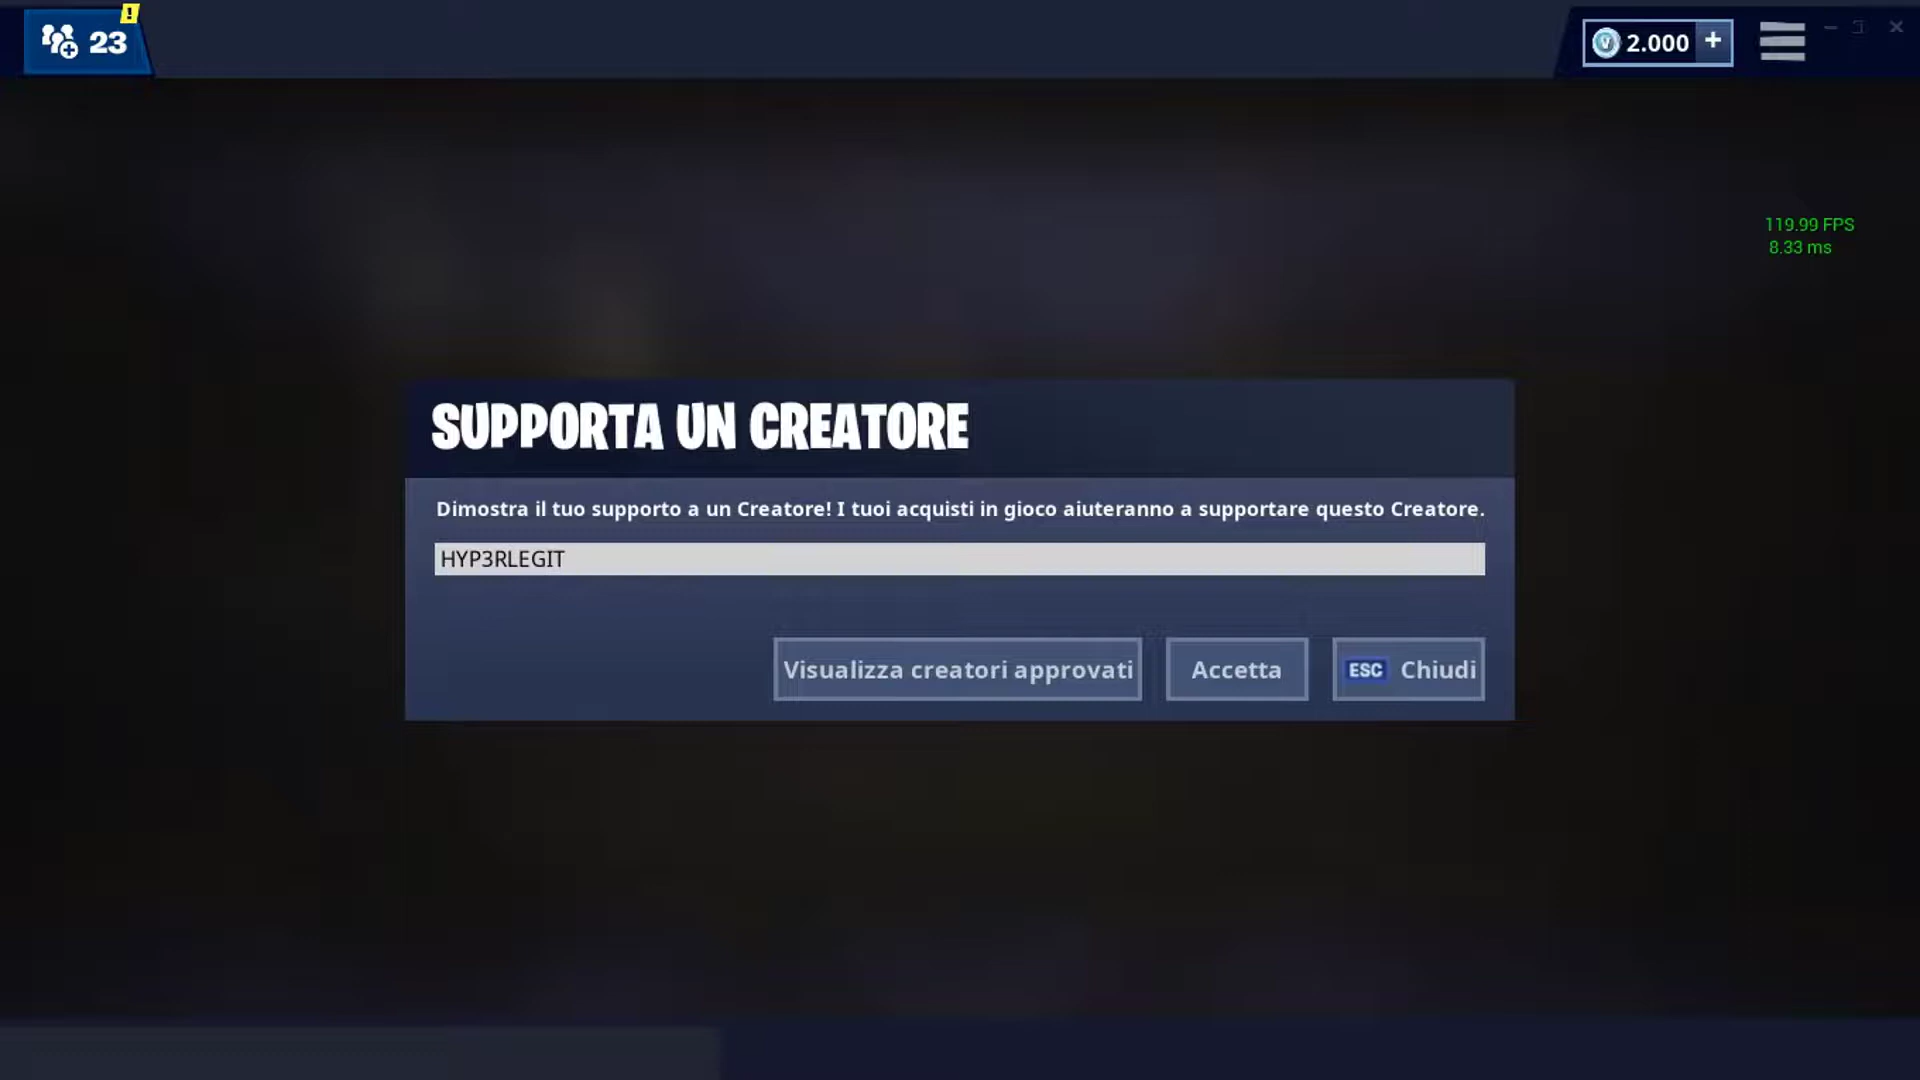 !
23
2.000 +
119.99 FPS
8.33 ms
SUPPORTA UN CREATORE
Dimostra il tuo supporto a un Creatore! I tuoi acquisti in gioco aiuteranno a supportare questo Creatore.
HYP3RLEGIT
Visualizza creatori approvati
Accetta
ESC Chiudi